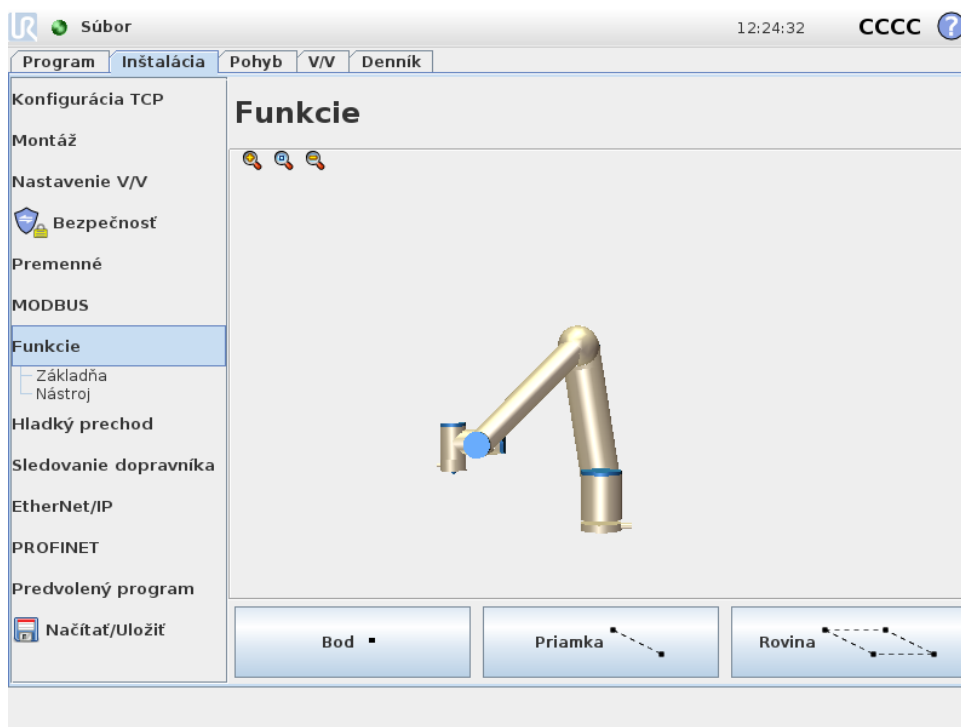 UR Súbor 12:24:32 CCCC ?
Program Inštalácia Pohyb V/V Denník
Konfigurácia TCP
Montáž
Nastavenie V/V
Bezpečnosť
Premenné
MODBUS
Funkcie
Základňa
Nástroj
Hladký prechod
Sledovanie dopravníka
EtherNet/IP
PROFINET
Predvolený program
Načítať/Uložiť
Funkcie
Bod Priamka Rovina